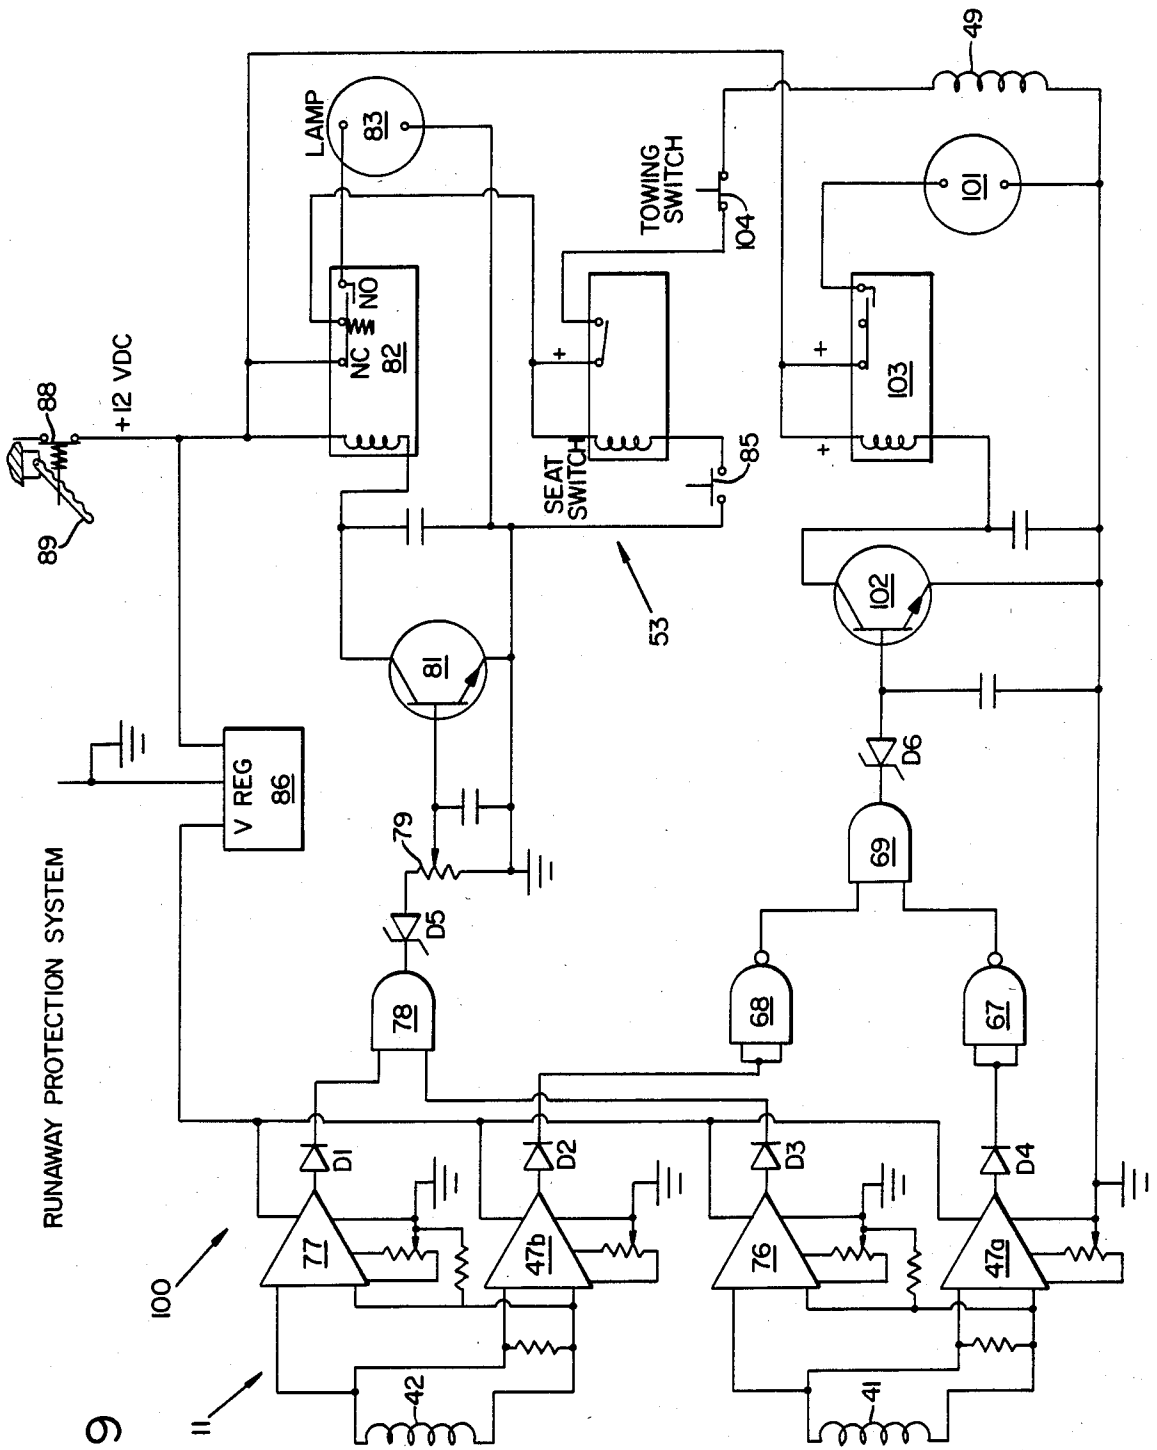 RUNAWAY PROTECTION SYSTEM
6
11
100
42
41
77
47b
76
47a
D1
D2
D3
D4
78
68
67
D5
79
69
D6
V REG
86
81
102
53
89
88
+12 VDC
SEAT
SWITCH
85
NC
NO
82
+
+
+
103
LAMP
83
TOWING
SWITCH
104
101
49